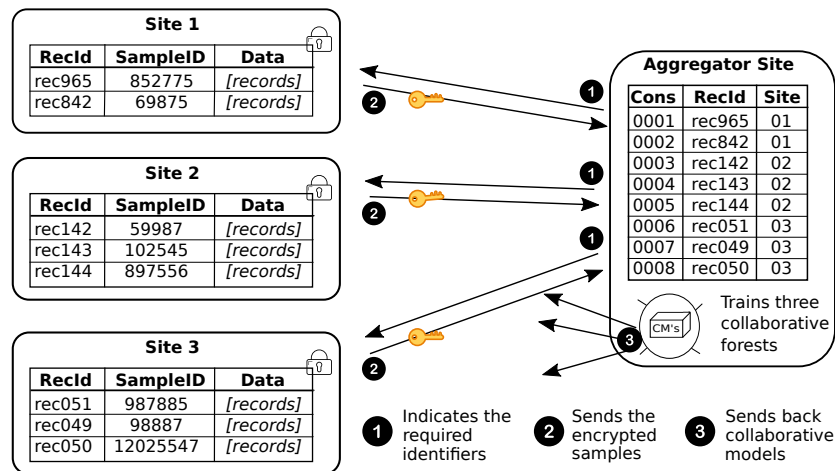 Site 1
RecId SampleID Data
rec965 852775 [records]
rec842 69875 [records]
Site 2
RecId SampleID Data
rec142 59987 [records]
rec143 102545 [records]
rec144 897556 [records]
Site 3
RecId SampleID Data
rec051 987885 [records]
rec049 98887 [records]
rec050 12025547 [records]
1
2
1
2
1
2
Aggregator Site
Cons RecId Site
0001 rec965 01
0002 rec842 01
0003 rec142 02
0004 rec143 02
0005 rec144 02
0006 rec051 03
0007 rec049 03
0008 rec050 03
CM's
3
Trains three
collaborative
forests
1 Indicates the
required
identifiers
2 Sends the
encrypted
samples
3 Sends back
collaborative
models